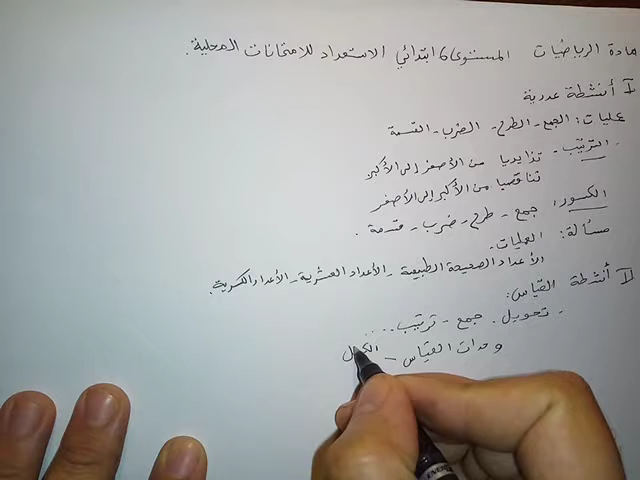 مادة الرياضيات المستوى 6 ابتدائي الاستعداد للامتحانات المحلية.
I أنشطة عددية
عمليات: الجمع - الطرح - الضرب - القسمة
- الترتيب - تزايديا من الأصغر إلى الأكبر
تناقصيا من الأكبر إلى الأصغر
الكسور: جمع - طرح - ضرب - قسمة.
مسألة: العمليات.
الأعداد الصحيحة الطبيعية - الأعداد العشرية - الأعداد الكسرية.
II أنشطة القياس:
- تحويل. جمع - ترتيب....
وحدات القياس -